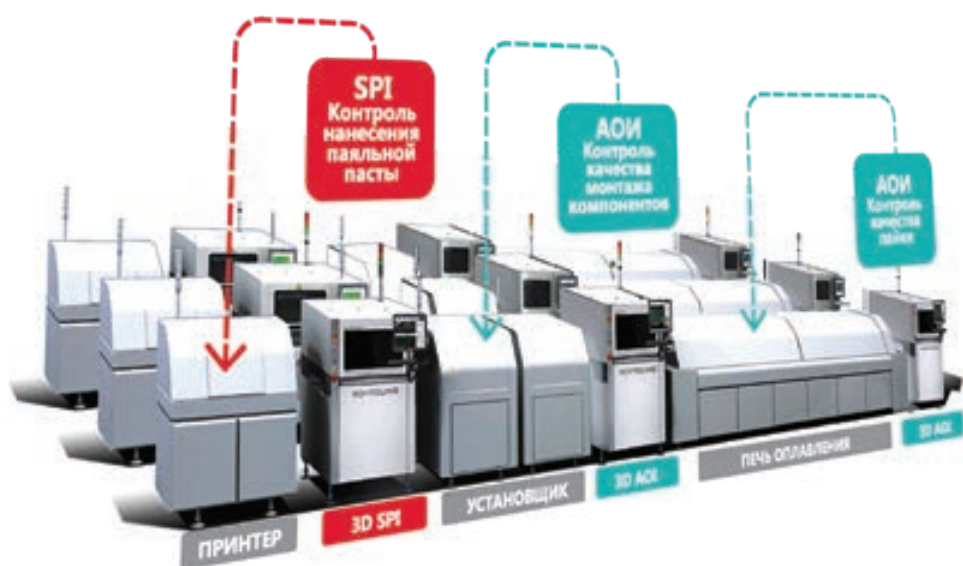 SPI
Контроль
нанесения
паяльной
пасты
АОИ
Контроль
качества
монтажа
компонентов
АОИ
Контроль
качества
пайки
ПРИНТЕР
3D SPI
УСТАНОВЩИК
3D AOI
ПЕЧЬ ОПЛАВЛЕНИЯ
3D AOI